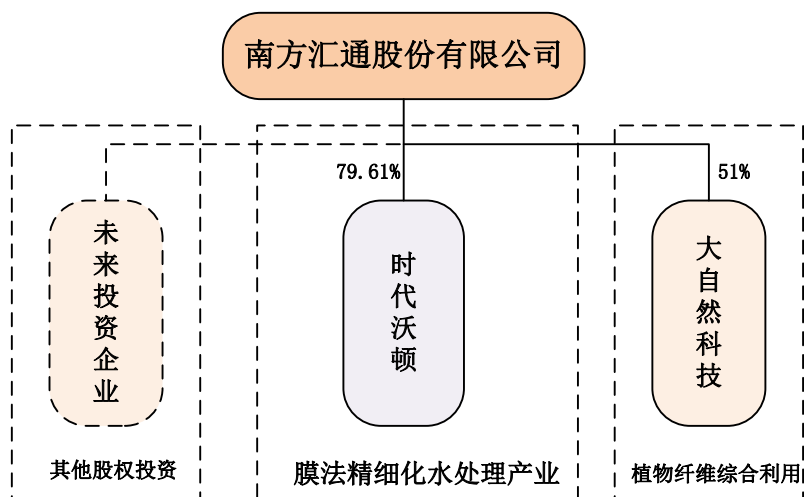 南方汇通股份有限公司
79.61%
51%
未来投资企业
时代沃顿
大自然科技
其他股权投资
膜法精细化水处理产业
植物纤维综合利用